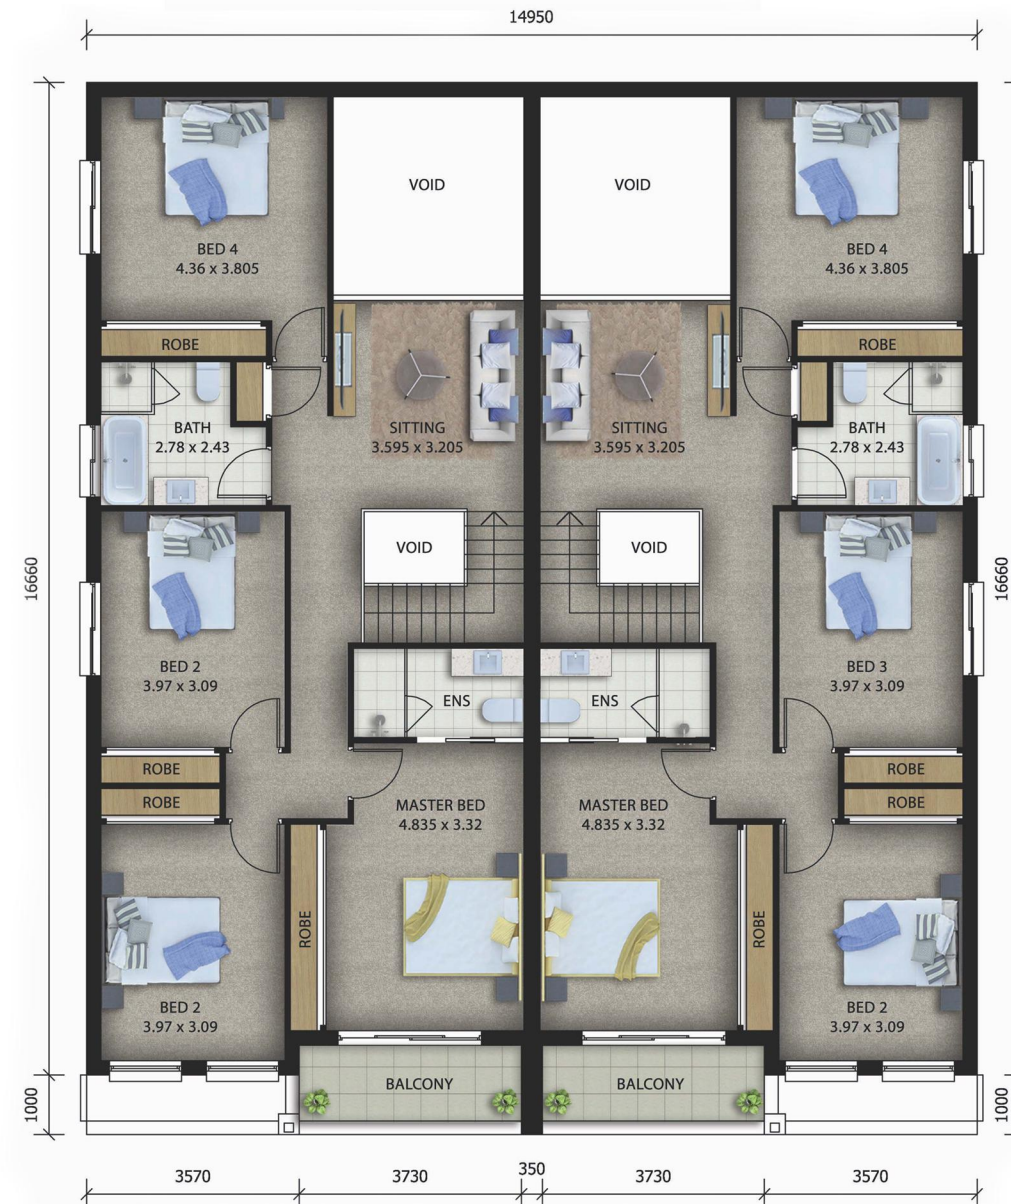 14950
VOID
VOID
BED 4
4.36 x 3.805
BED 4
4.36 x 3.805
ROBE
ROBE
BATH
2.78 x 2.43
SITTING
3.595 x 3.205
SITTING
3.595 x 3.205
BATH
2.78 x 2.43
VOID
VOID
16660
16660
BED 2
3.97 x 3.09
ENS
ENS
BED 3
3.97 x 3.09
ROBE
ROBE
ROBE
ROBE
MASTER BED
4.835 x 3.32
MASTER BED
4.835 x 3.32
ROBE
ROBE
BED 2
3.97 x 3.09
BED 2
3.97 x 3.09
BALCONY
BALCONY
1000
1000
3570
3730
350
3730
3570